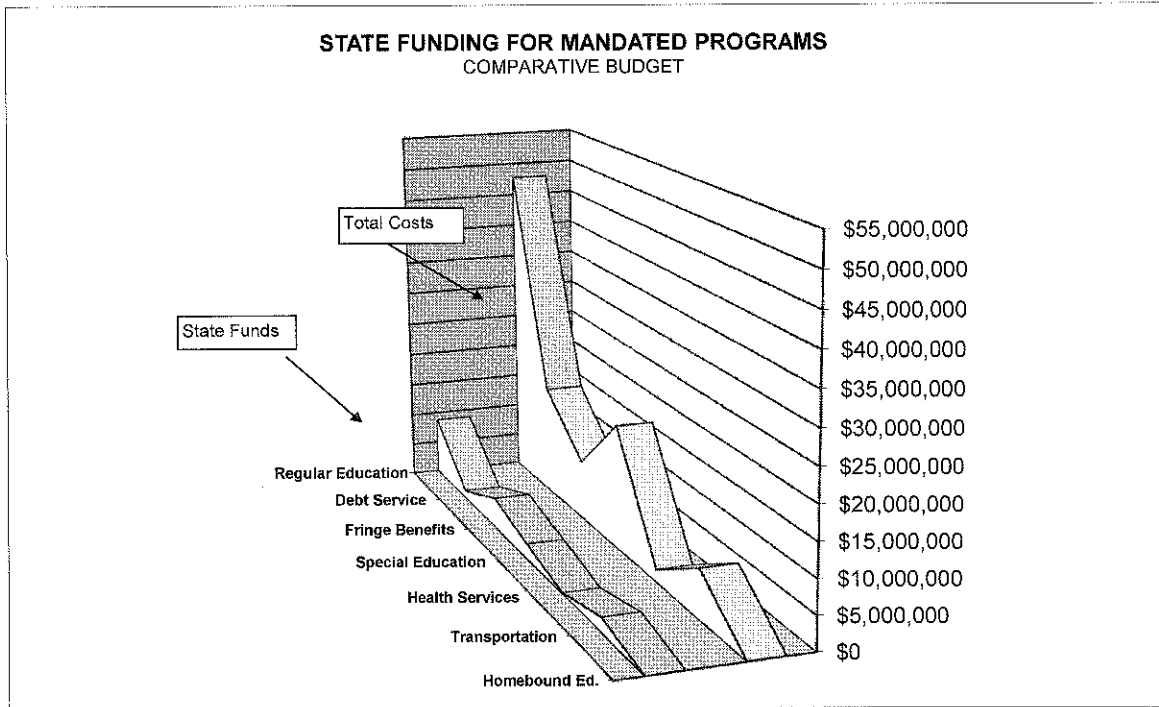 STATE FUNDING FOR MANDATED PROGRAMS
COMPARATIVE BUDGET
Total Costs
State Funds
$55,000,000
$50,000,000
$45,000,000
$40,000,000
$35,000,000
$30,000,000
$25,000,000
$20,000,000
$15,000,000
$10,000,000
$5,000,000
$0
Regular Education
Debt Service
Fringe Benefits
Special Education
Health Services
Transportation
Homebound Ed.